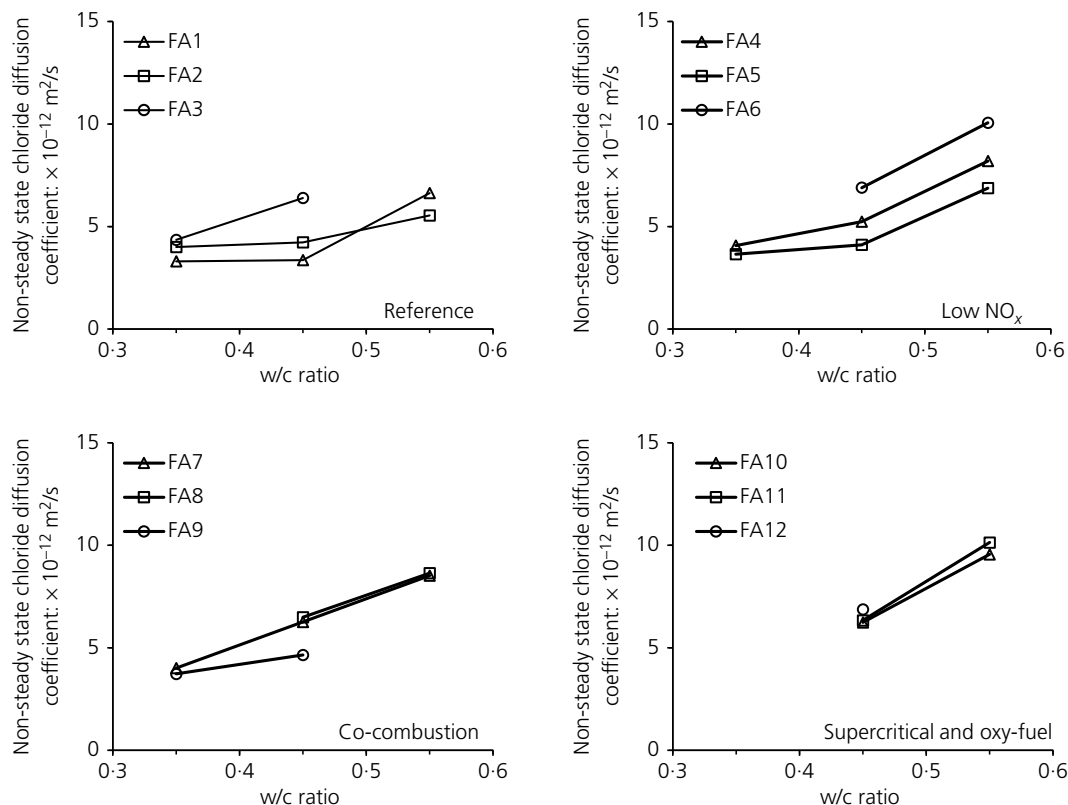 Non-steady state chloride diffusion
coefficient: × 10⁻¹² m²/s
15
10
5
0
FA1
FA2
FA3
Reference
0·3
0·4
0·5
0·6
w/c ratio
Non-steady state chloride diffusion
coefficient: × 10⁻¹² m²/s
15
10
5
0
FA4
FA5
FA6
Low NOₓ
0·3
0·4
0·5
0·6
w/c ratio
Non-steady state chloride diffusion
coefficient: × 10⁻¹² m²/s
15
10
5
0
FA7
FA8
FA9
Co-combustion
0·3
0·4
0·5
0·6
w/c ratio
Non-steady state chloride diffusion
coefficient: × 10⁻¹² m²/s
15
10
5
0
FA10
FA11
FA12
Supercritical and oxy-fuel
0·3
0·4
0·5
0·6
w/c ratio